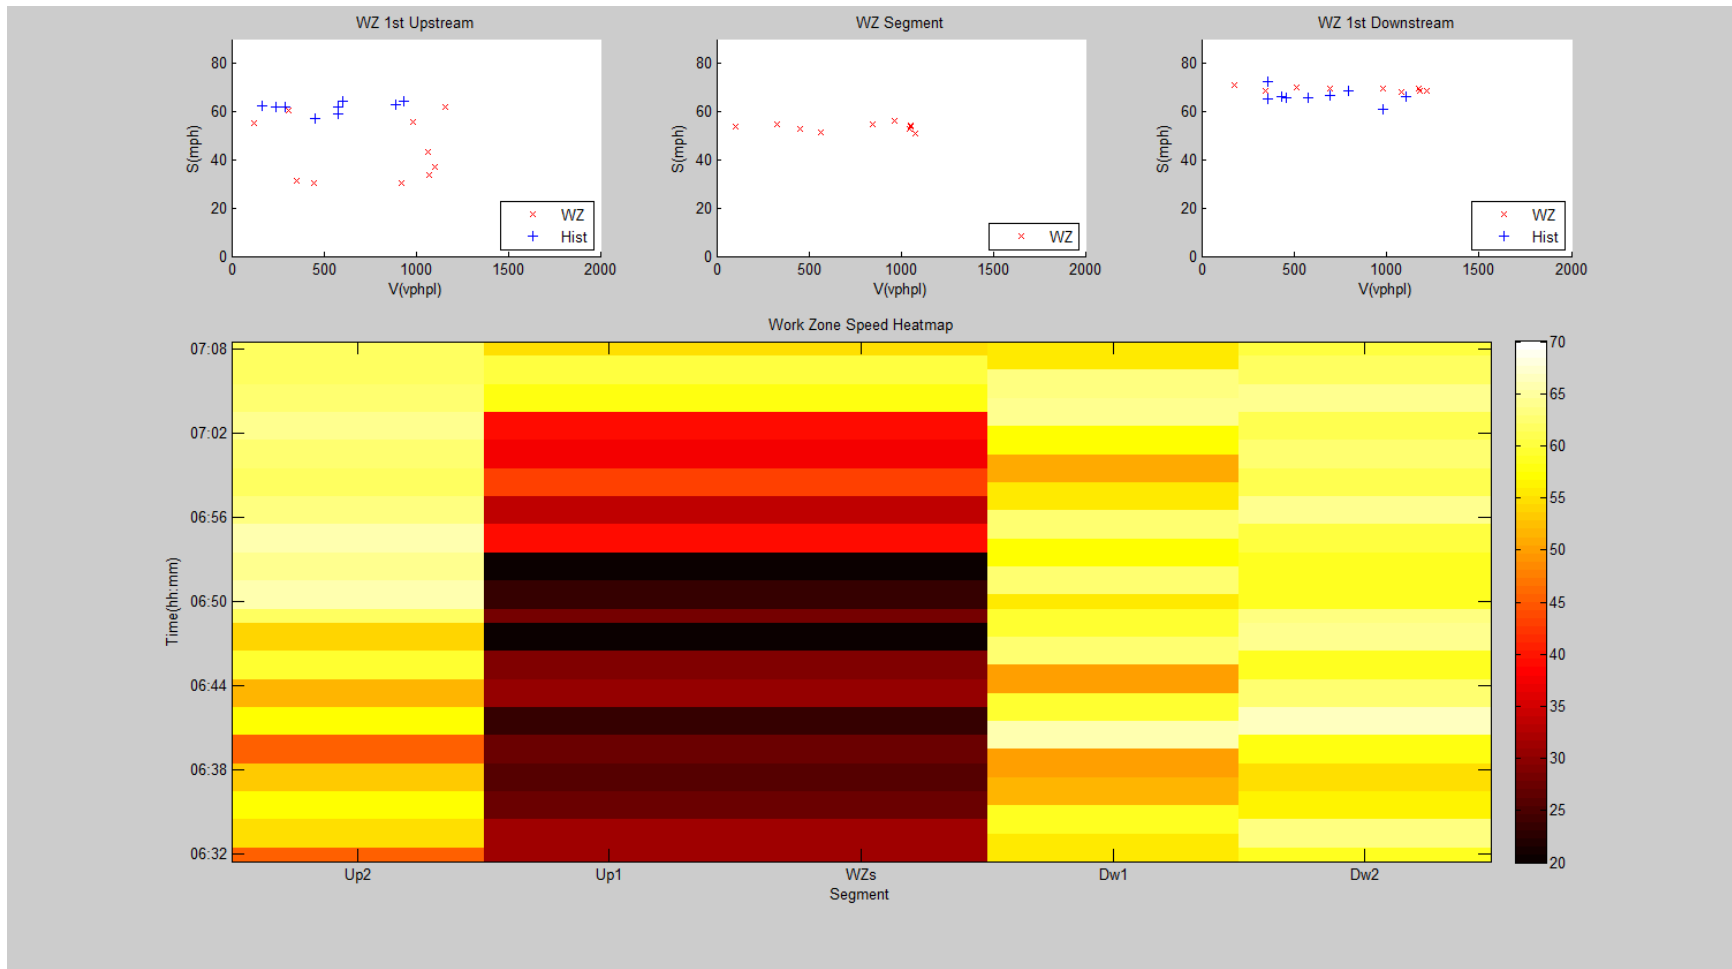 WZ 1st Upstream
80
60
40
20
0
S(mph)
0 500 1000 1500 2000
V(vphpl)
WZ
Hist
WZ Segment
80
60
40
20
0
S(mph)
0 500 1000 1500 2000
V(vphpl)
WZ
WZ 1st Downstream
80
60
40
20
0
S(mph)
0 500 1000 1500 2000
V(vphpl)
WZ
Hist
Work Zone Speed Heatmap
07:08
07:02
06:56
06:50
06:44
06:38
06:32
Time(hh:mm)
Up2 Up1 WZs Dw1 Dw2
Segment
70
65
60
55
50
45
40
35
30
25
20